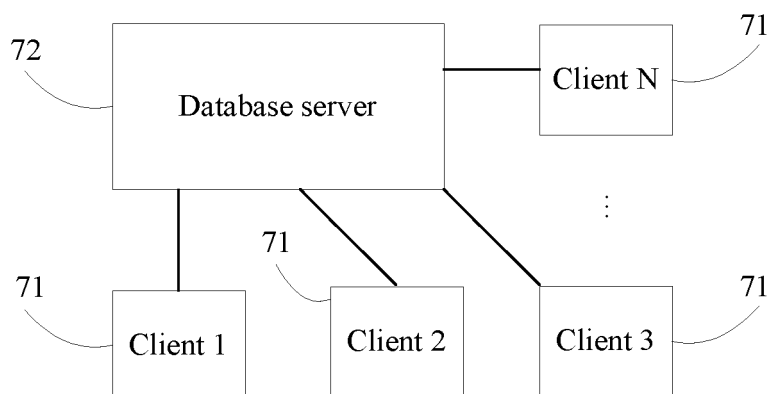 71
72
Client N
Database server
⋮
71
71
71
Client 1
Client 2
Client 3